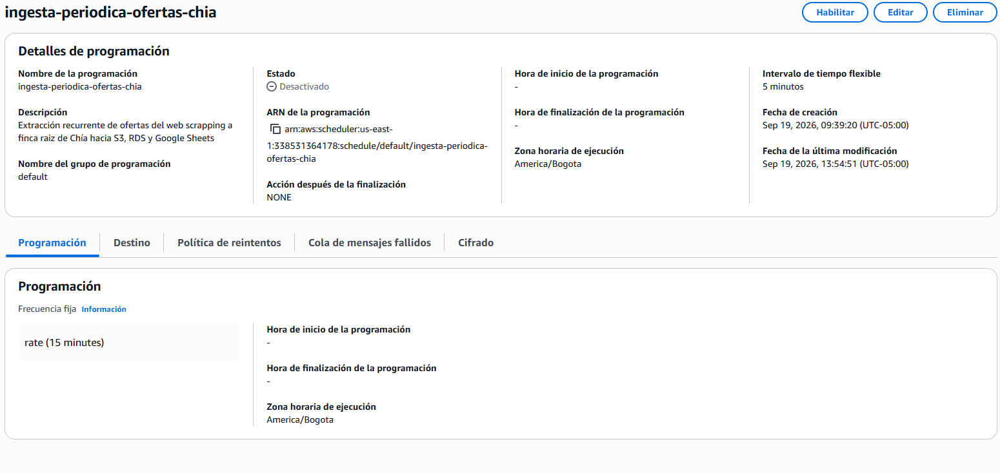 ingesta-periodica-ofertas-chia
Habilitar
Editar
Eliminar
Detalles de programación
Nombre de la programación
ingesta-periodica-ofertas-chia
Descripción
Extracción recurrente de ofertas del web scrapping a
finca raiz de Chía hacia S3, RDS y Google Sheets
Nombre del grupo de programación
default
Estado
Desactivado
ARN de la programación
arn:aws:scheduler:us-east-
1:338531364178:schedule/default/ingesta-periodica-
ofertas-chia
Acción después de la finalización
NONE
Hora de inicio de la programación
-
Hora de finalización de la programación
-
Zona horaria de ejecución
America/Bogota
Intervalo de tiempo flexible
5 minutos
Fecha de creación
Sep 19, 2026, 09:39:20 (UTC-05:00)
Fecha de la última modificación
Sep 19, 2026, 13:54:51 (UTC-05:00)
Programación
Destino
Política de reintentos
Cola de mensajes fallidos
Cifrado
Programación
Frecuencia fija Información
rate (15 minutes)
Hora de inicio de la programación
-
Hora de finalización de la programación
-
Zona horaria de ejecución
America/Bogota